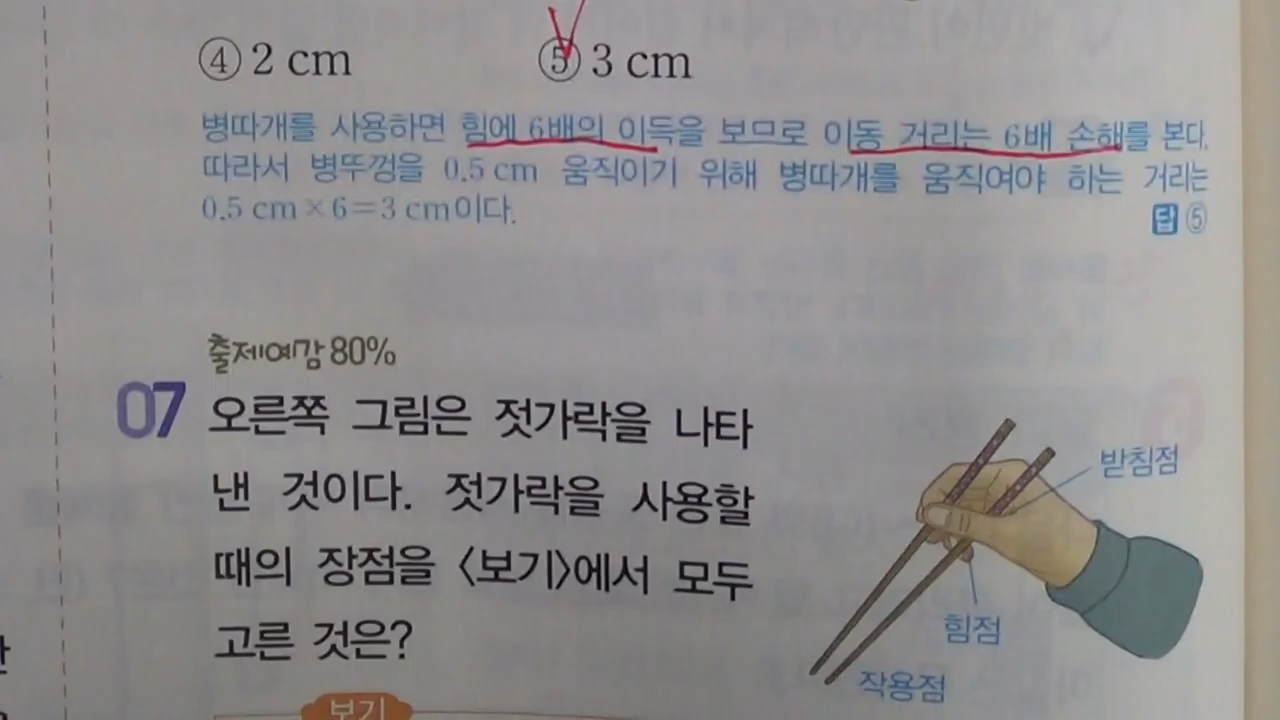 ④ 2 cm ⑤ 3 cm
병따개를 사용하면 힘에 6배의 이득을 보므로 이동 거리는 6배 손해를 본다.
따라서 병뚜껑을 0.5 cm 움직이기 위해 병따개를 움직여야 하는 거리는
0.5 cm×6=3 cm이다.
답 ⑤
출제예감 80%
07 오른쪽 그림은 젓가락을 나타
낸 것이다. 젓가락을 사용할
때의 장점을 〈보기〉에서 모두
고른 것은?
받침점
힘점
작용점
보기